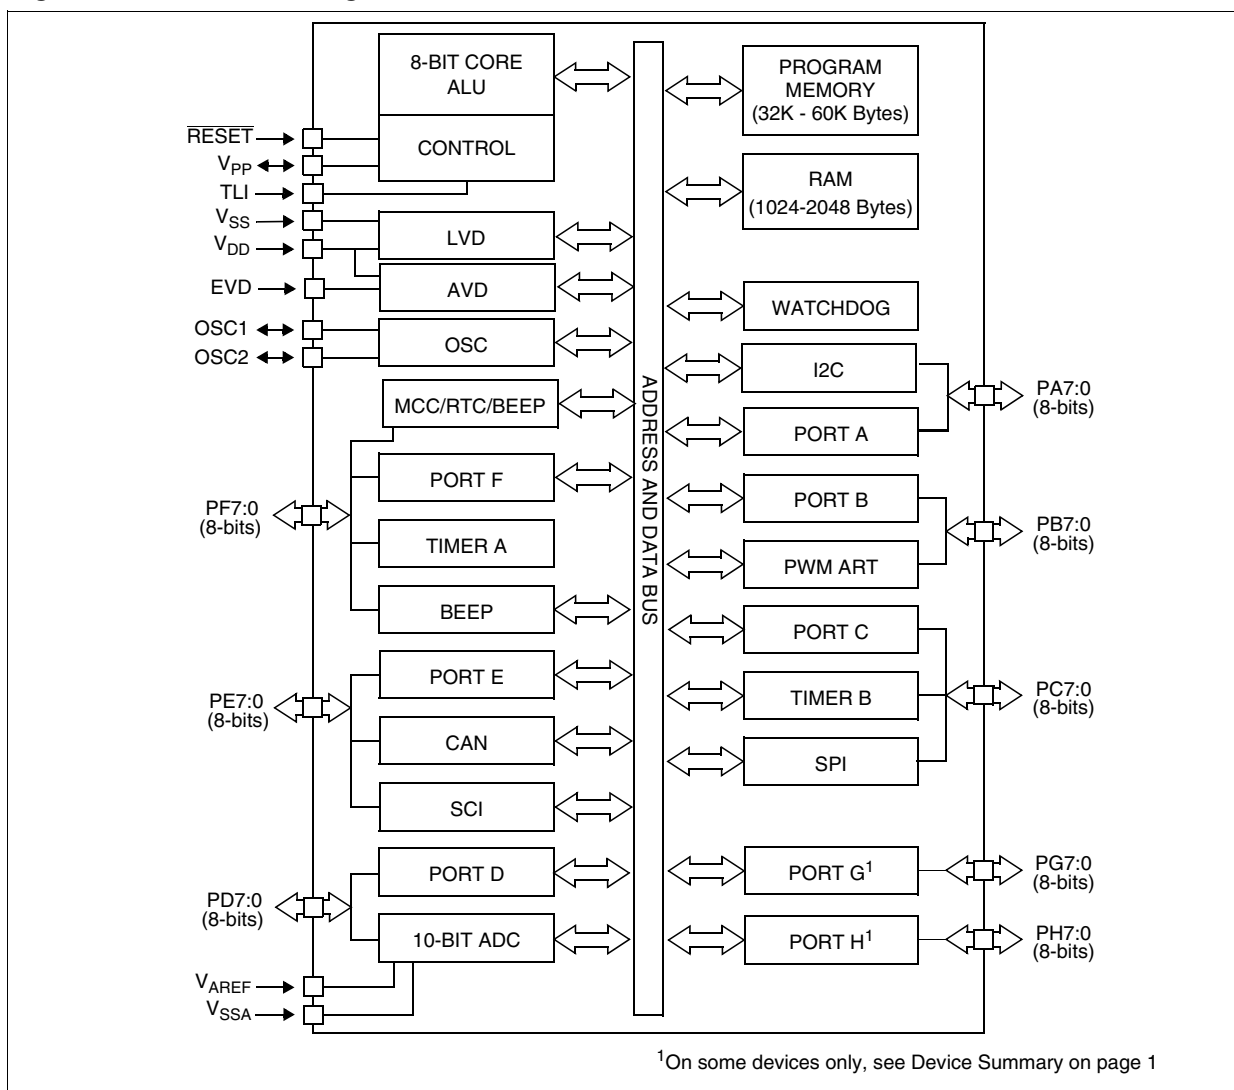 8-BIT CORE
ALU
CONTROL
RESET
VPP
TLI
VSS
VDD
EVD
OSC1
OSC2
LVD
AVD
OSC
MCC/RTC/BEEP
PORT F
TIMER A
BEEP
PF7:0
(8-bits)
PORT E
CAN
SCI
PE7:0
(8-bits)
PORT D
10-BIT ADC
PD7:0
(8-bits)
VAREF
VSSA
ADDRESS AND DATA BUS
PROGRAM
MEMORY
(32K - 60K Bytes)
RAM
(1024-2048 Bytes)
WATCHDOG
I2C
PORT A
PA7:0
(8-bits)
PORT B
PWM ART
PB7:0
(8-bits)
PORT C
TIMER B
SPI
PC7:0
(8-bits)
PORT G1
PG7:0
(8-bits)
PORT H1
PH7:0
(8-bits)
1On some devices only, see Device Summary on page 1